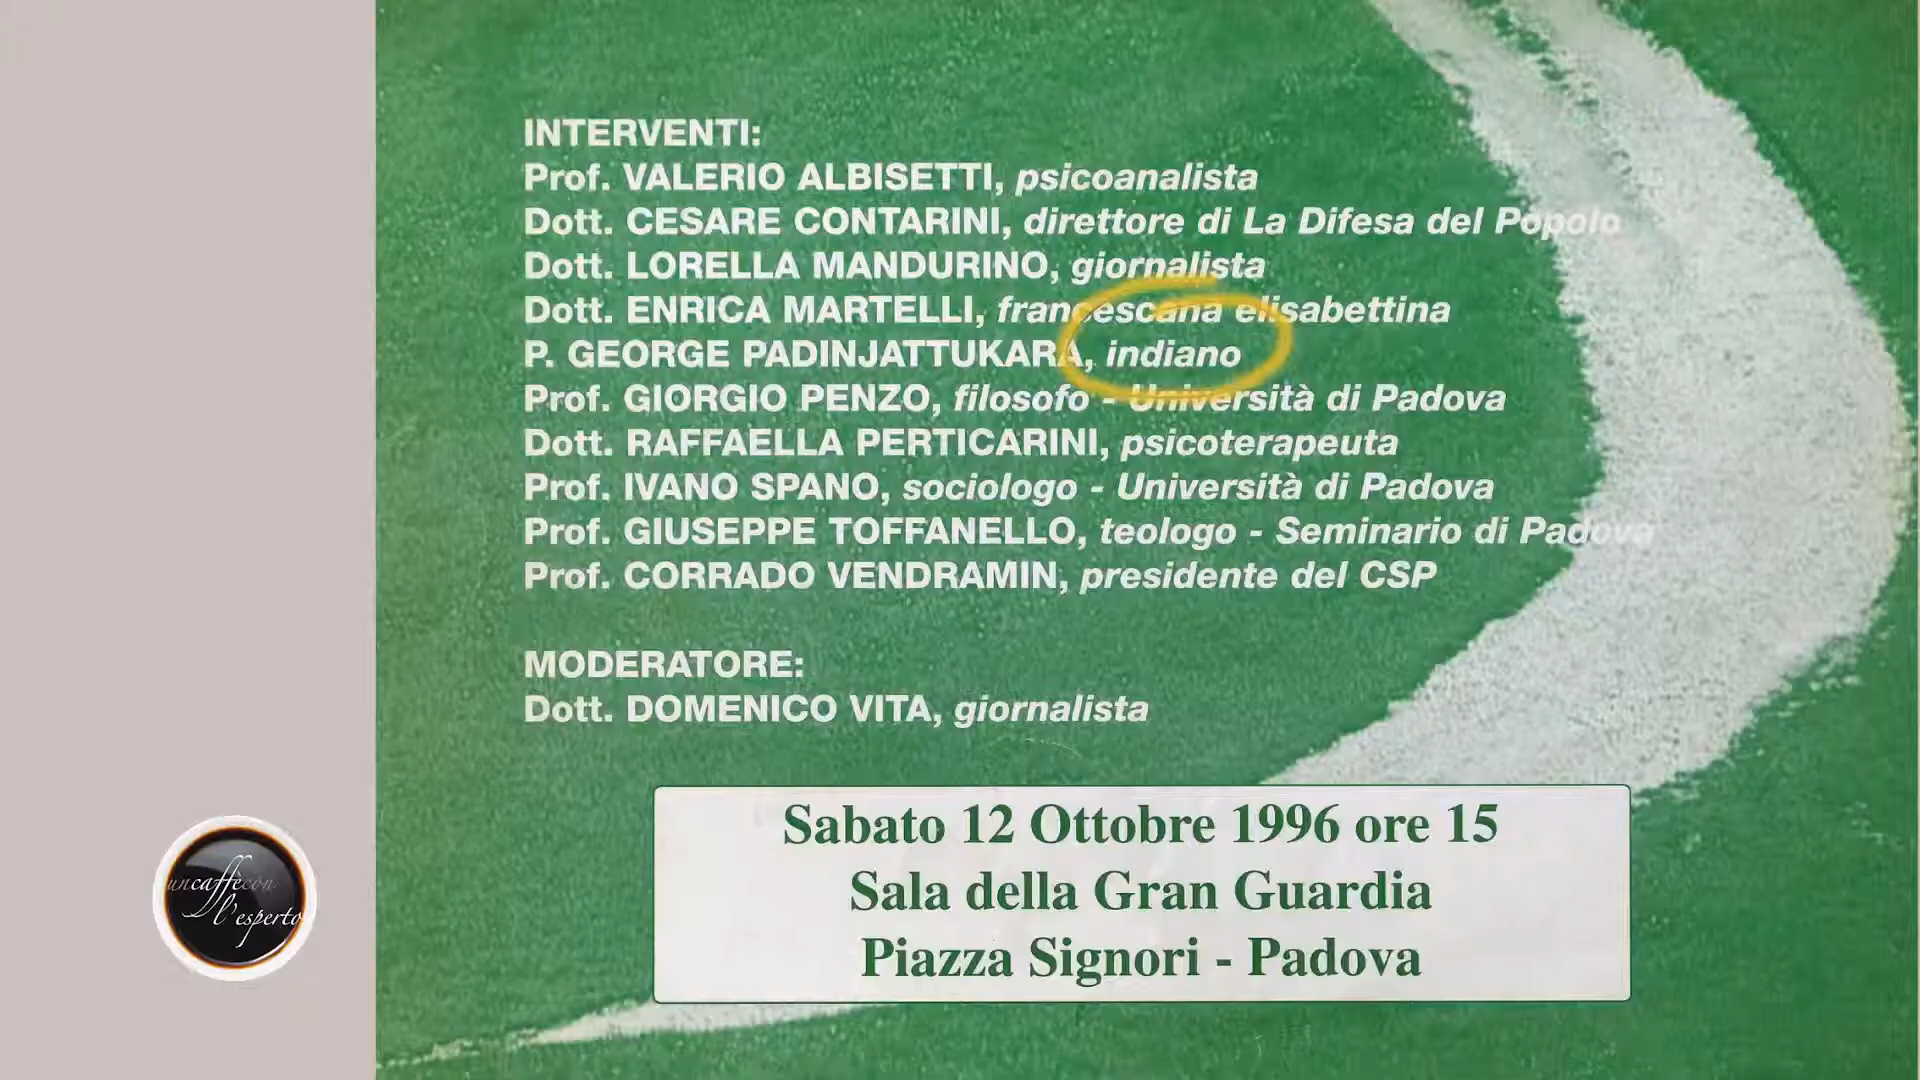 INTERVENTI:
Prof. VALERIO ALBISETTI, psicoanalista
Dott. CESARE CONTARINI, direttore di La Difesa del Popolo
Dott. LORELLA MANDURINO, giornalista
Dott. ENRICA MARTELLI, francescana elisabettina
P. GEORGE PADINJATTUKARA, indiano
Prof. GIORGIO PENZO, filosofo - Università di Padova
Dott. RAFFAELLA PERTICARINI, psicoterapeuta
Prof. IVANO SPANO, sociologo - Università di Padova
Prof. GIUSEPPE TOFFANELLO, teologo - Seminario di Padova
Prof. CORRADO VENDRAMIN, presidente del CSP
MODERATORE:
Dott. DOMENICO VITA, giornalista
Sabato 12 Ottobre 1996 ore 15
Sala della Gran Guardia
Piazza Signori - Padova
uncaffècon
l'esperto